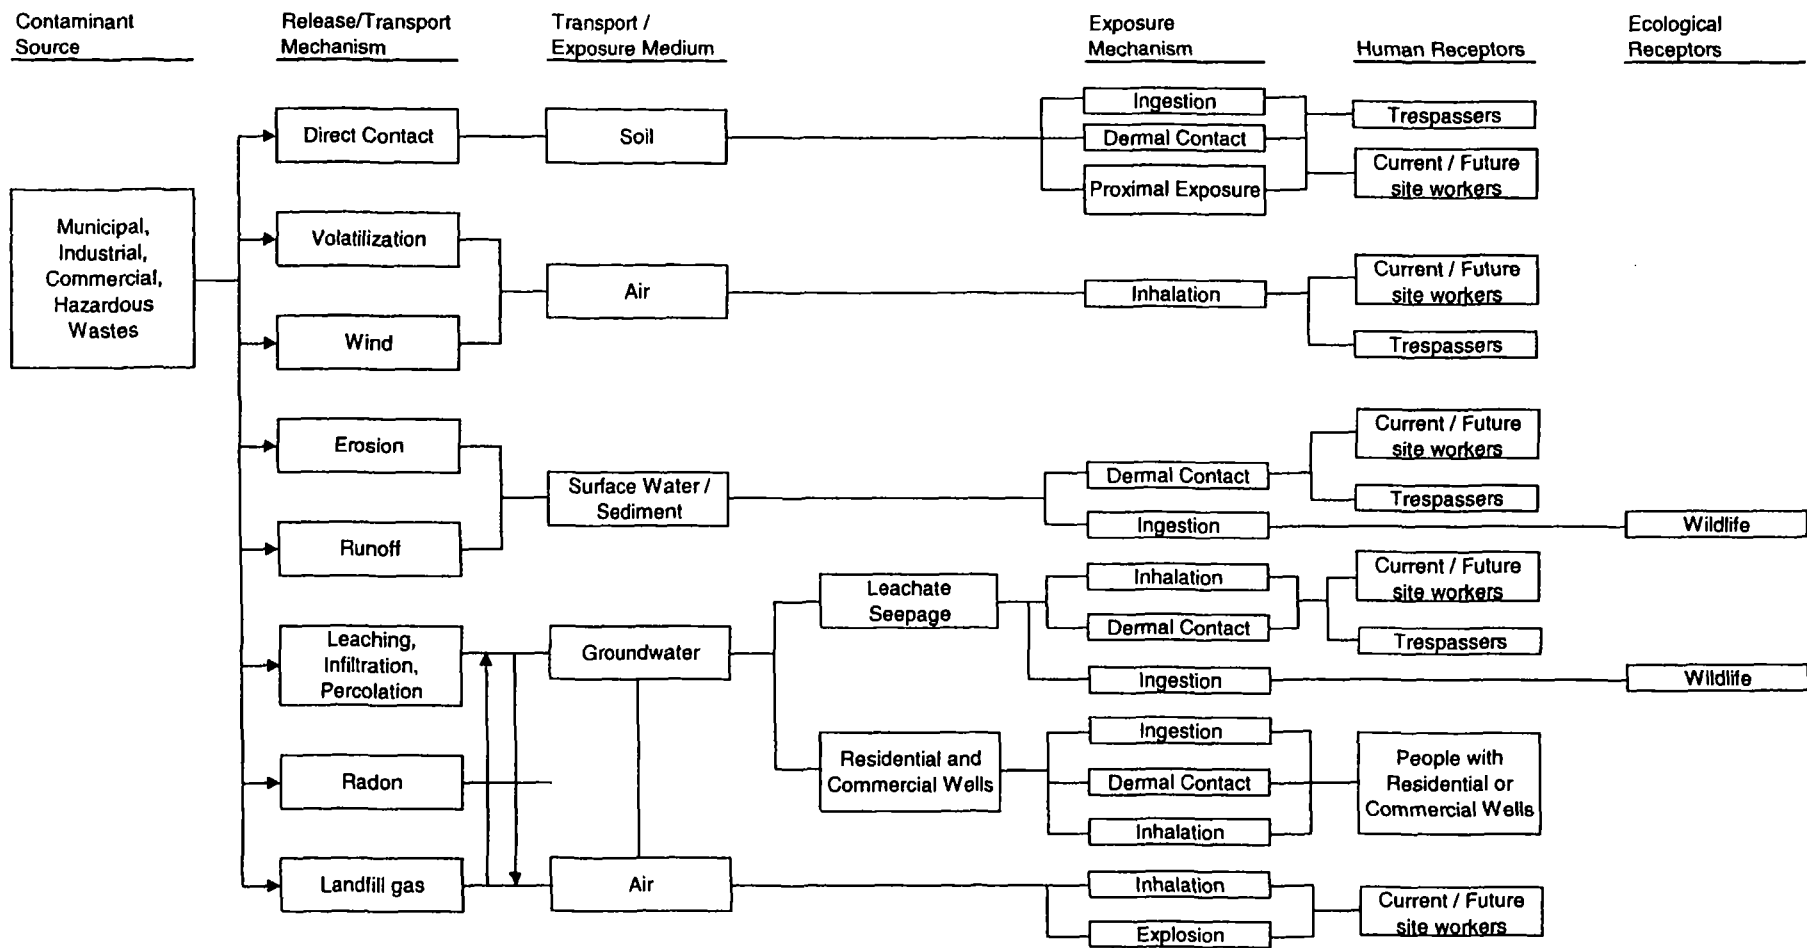 Contaminant
Source
Release/Transport
Mechanism
Transport /
Exposure Medium
Exposure
Mechanism
Human Receptors
Ecological
Receptors
Municipal,
Industrial,
Commercial,
Hazardous
Wastes
Direct Contact
Volatilization
Wind
Erosion
Runoff
Leaching,
Infiltration,
Percolation
Radon
Landfill gas
Soil
Air
Surface Water /
Sediment
Groundwater
Air
Leachate
Seepage
Residential and
Commercial Wells
Ingestion
Dermal Contact
Proximal Exposure
Inhalation
Dermal Contact
Ingestion
Inhalation
Dermal Contact
Ingestion
Ingestion
Dermal Contact
Inhalation
Inhalation
Explosion
Trespassers
Current / Future
site workers
Current / Future
site workers
Trespassers
Current / Future
site workers
Trespassers
Current / Future
site workers
Trespassers
People with
Residential or
Commercial Wells
Current / Future
site workers
Wildlife
Wildlife